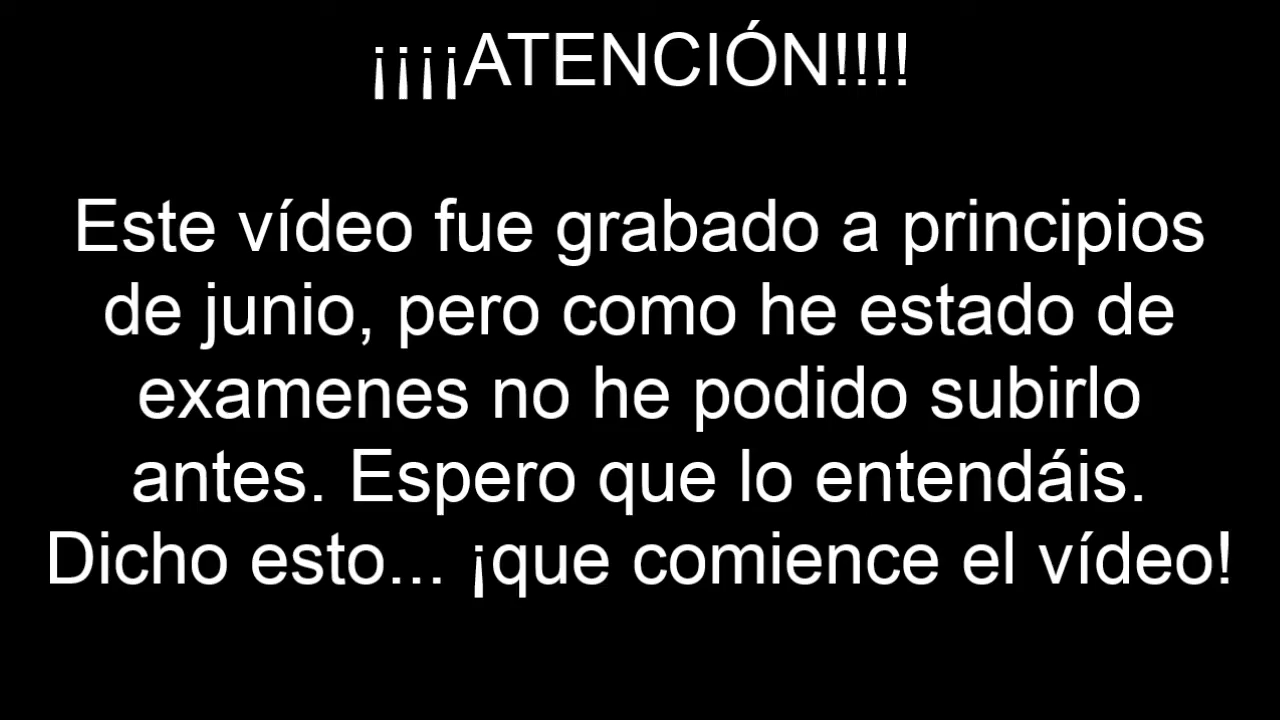 ¡¡¡¡ATENCIÓN!!!!
Este vídeo fue grabado a principios
de junio, pero como he estado de
examenes no he podido subirlo
antes. Espero que lo entendáis.
Dicho esto... ¡que comience el vídeo!